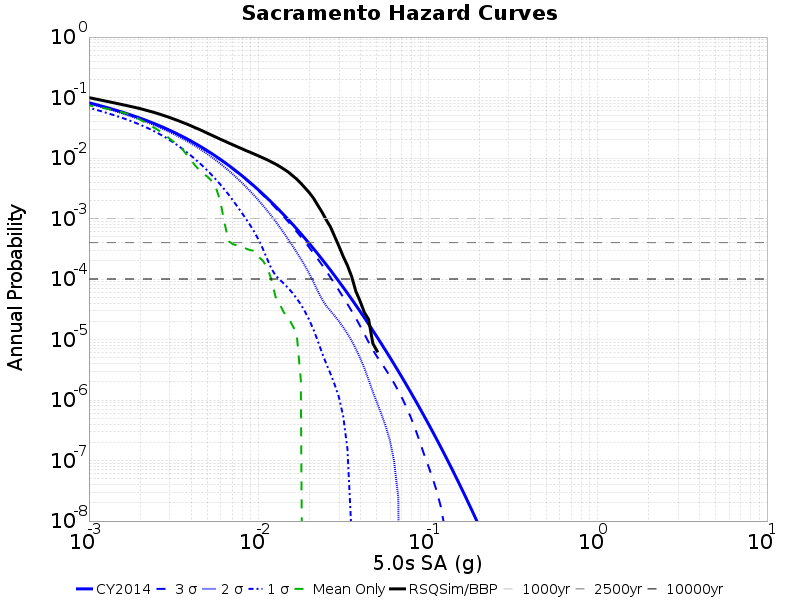 Sacramento Hazard Curves
10^0
10^-1
10^-2
10^-3
10^-4
10^-5
10^-6
10^-7
10^-8
Annual Probability
10^-3 10^-2 10^-1 10^0 10^1
5.0s SA (g)
CY2014 3 σ 2 σ 1 σ Mean Only RSQSim/BBP 1000yr 2500yr 10000yr